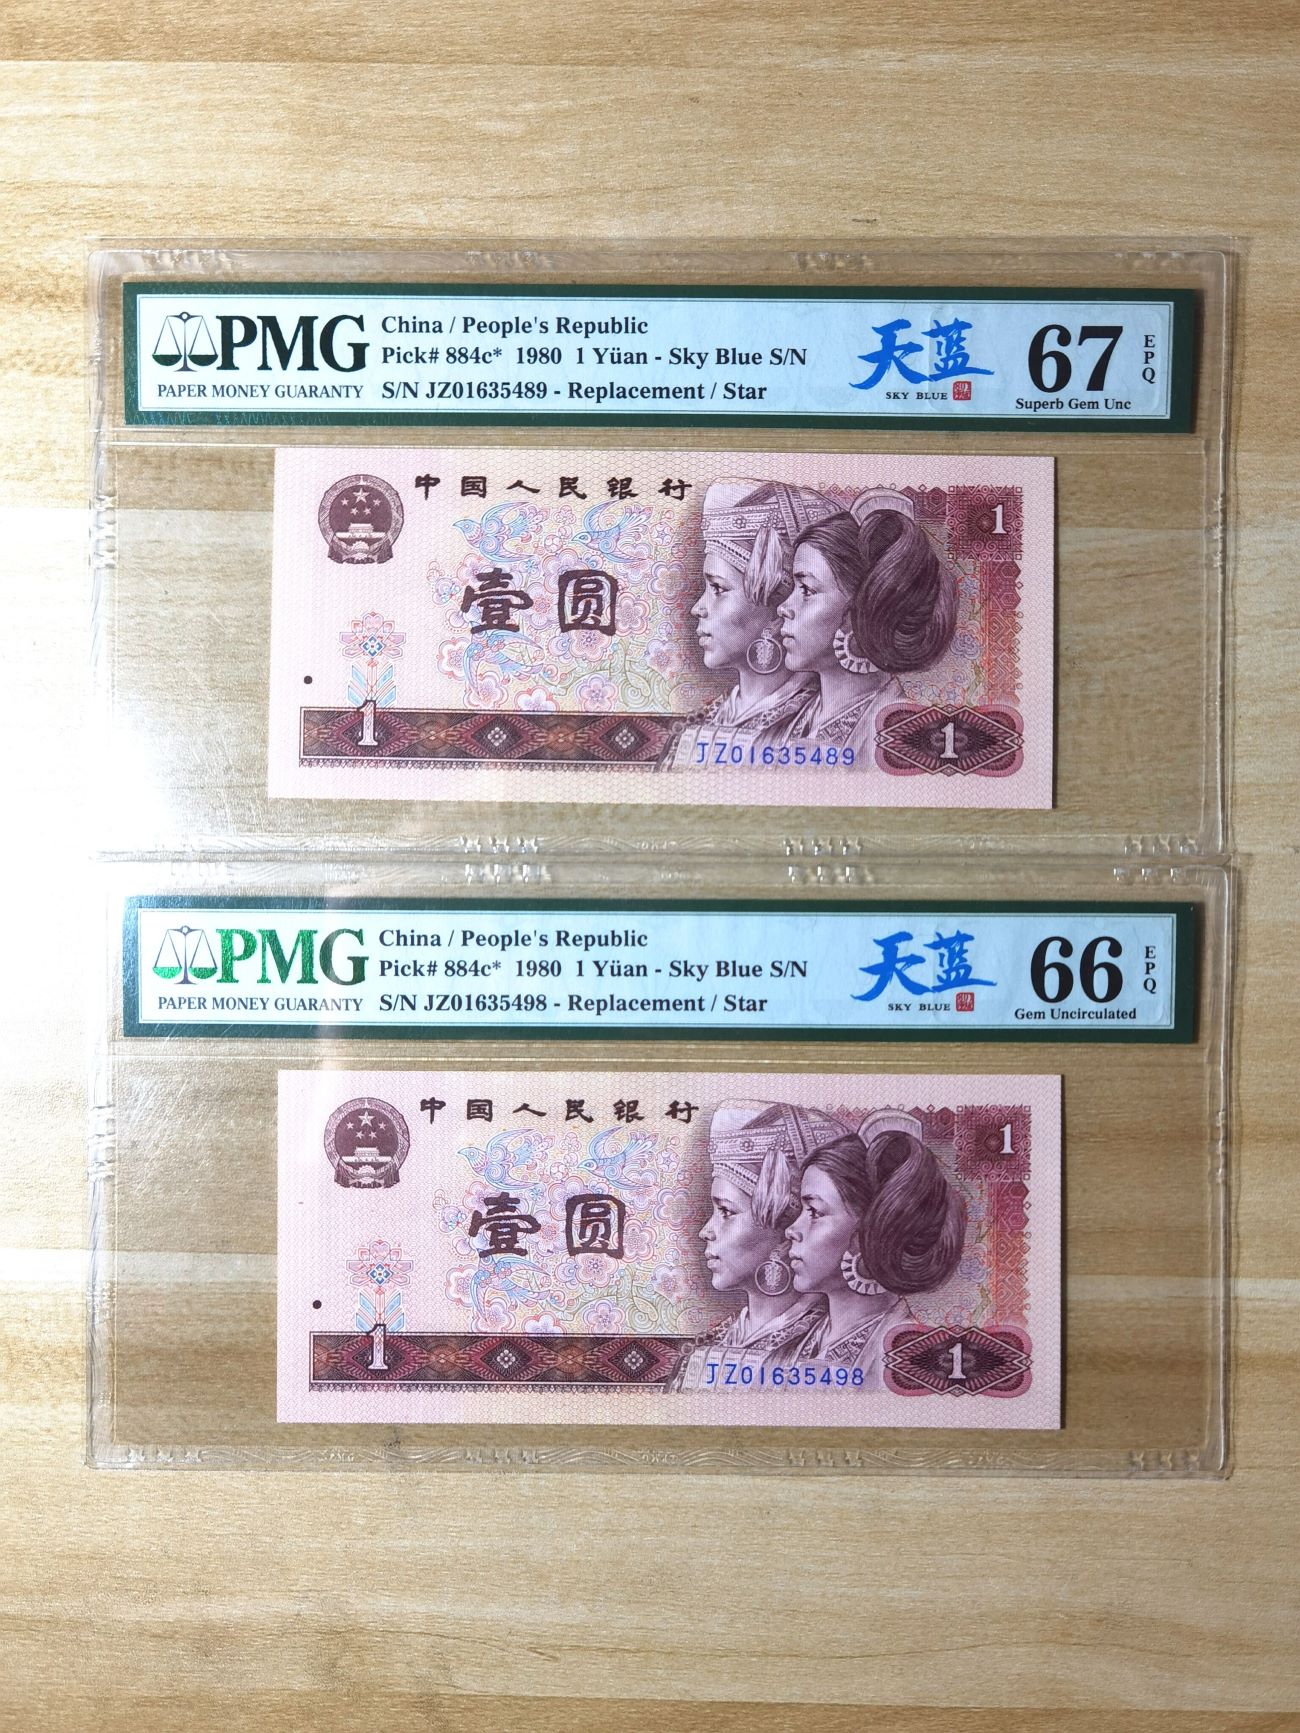 PMG
PAPER MONEY GUARANTY
China / People's Republic
Pick# 884c* 1980 1 Yüan - Sky Blue S/N
S/N JZ01635489 - Replacement / Star
天蓝
SKY BLUE
67
EPQ
Superb Gem Unc
中国人民银行
1
壹圆
1
JZ01635489
1
PMG
PAPER MONEY GUARANTY
China / People's Republic
Pick# 884c* 1980 1 Yüan - Sky Blue S/N
S/N JZ01635498 - Replacement / Star
天蓝
SKY BLUE
66
EPQ
Gem Uncirculated
中国人民银行
1
壹圆
1
JZ01635498
1